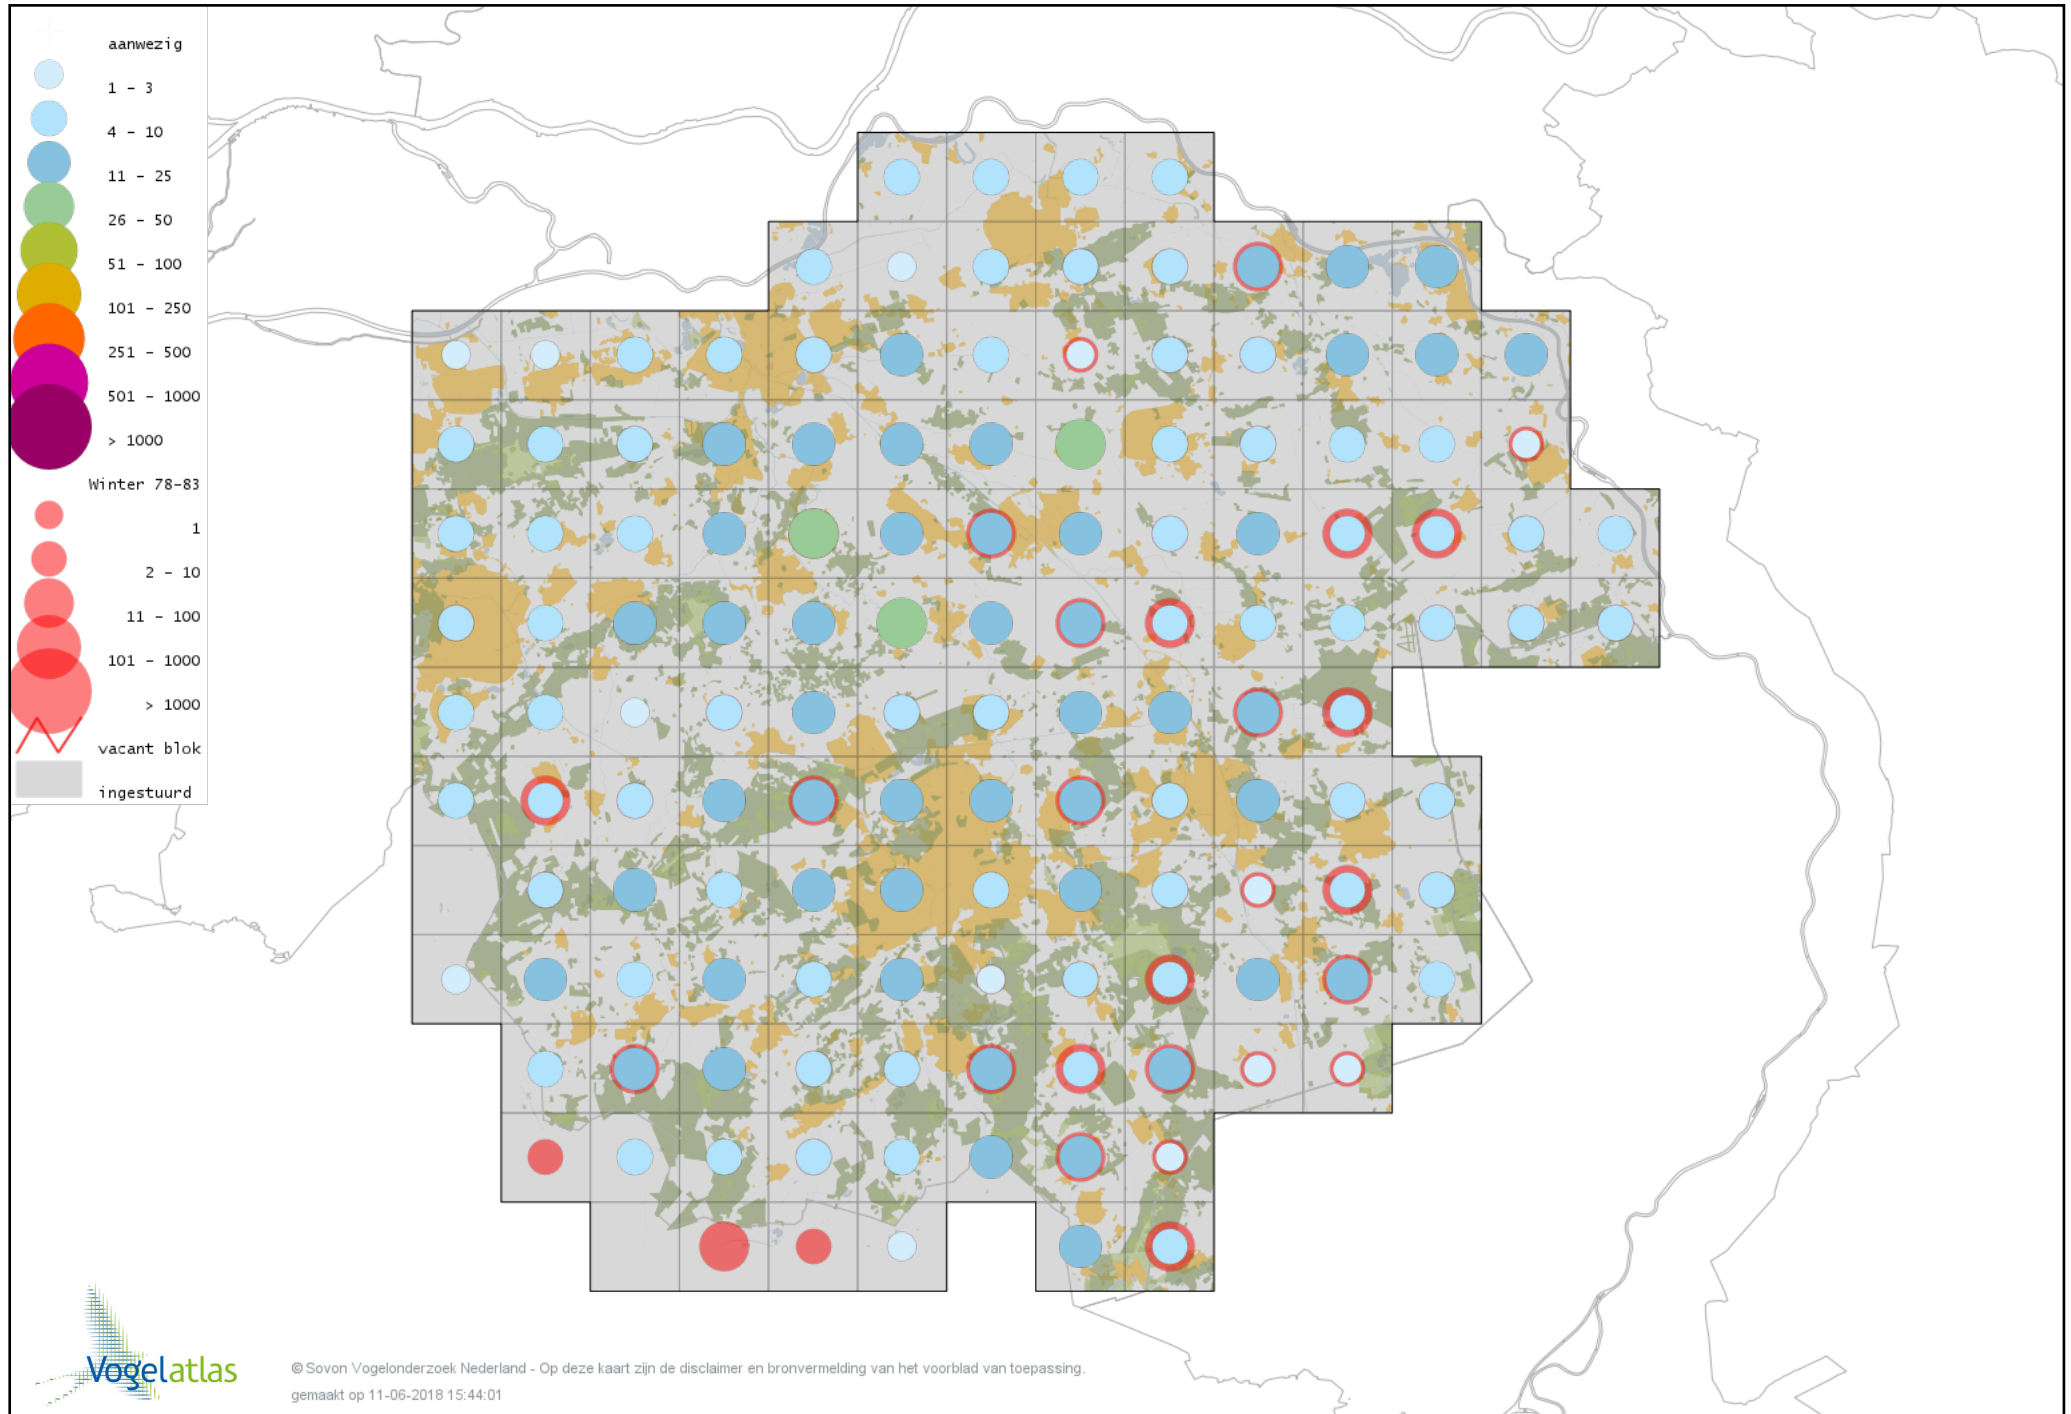 aanwezig
1 - 3
4 - 10
11 - 25
26 - 50
51 - 100
101 - 250
251 - 500
501 - 1000
> 1000
Winter 78-83
1
2 - 10
11 - 100
101 - 1000
> 1000
vacant blok
ingestuurd
Vogelatlas
© Sovon Vogelonderzoek Nederland - Op deze kaart zijn de disclaimer en bronvermelding van het voorblad van toepassing.
gemaakt op 11-06-2018 15:44:01